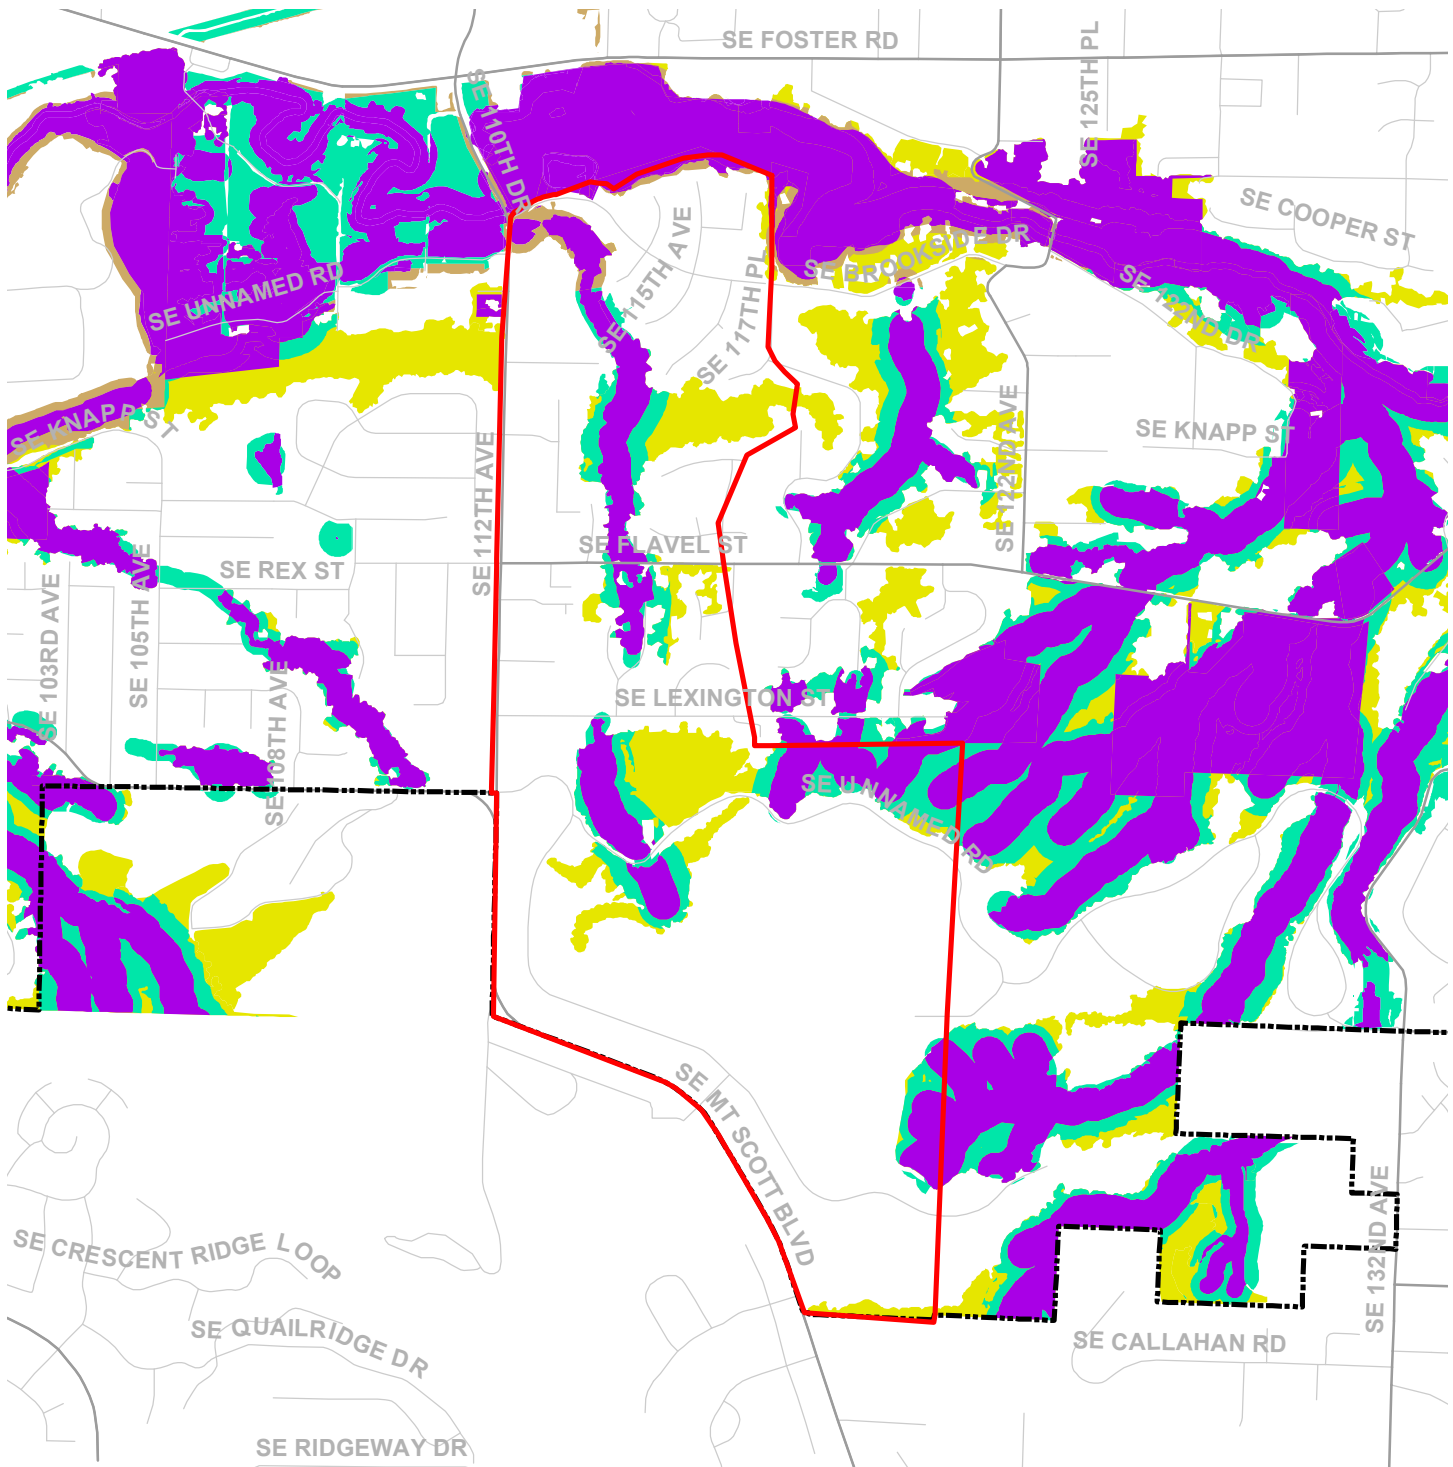 SE FOSTER RD
SE 125TH PL
SE 110TH DR
SE COOPER ST
SE 115TH AVE
SE BROOKSIDE DR
SE UNNAMED RD
SE 122ND DR
SE 117TH PL
SE KNAPP ST
SE KNAPP ST
SE 112TH AVE
SE 122ND AVE
SE FLAVEL ST
SE REX ST
SE 103RD AVE
SE 105TH AVE
SE 108TH AVE
SE LEXINGTON ST
SE UNNAMED RD
SE MT SCOTT BLVD
SE 132ND AVE
SE CRESCENT RIDGE LOOP
SE QUAILRIDGE DR
SE CALLAHAN RD
SE RIDGEWAY DR